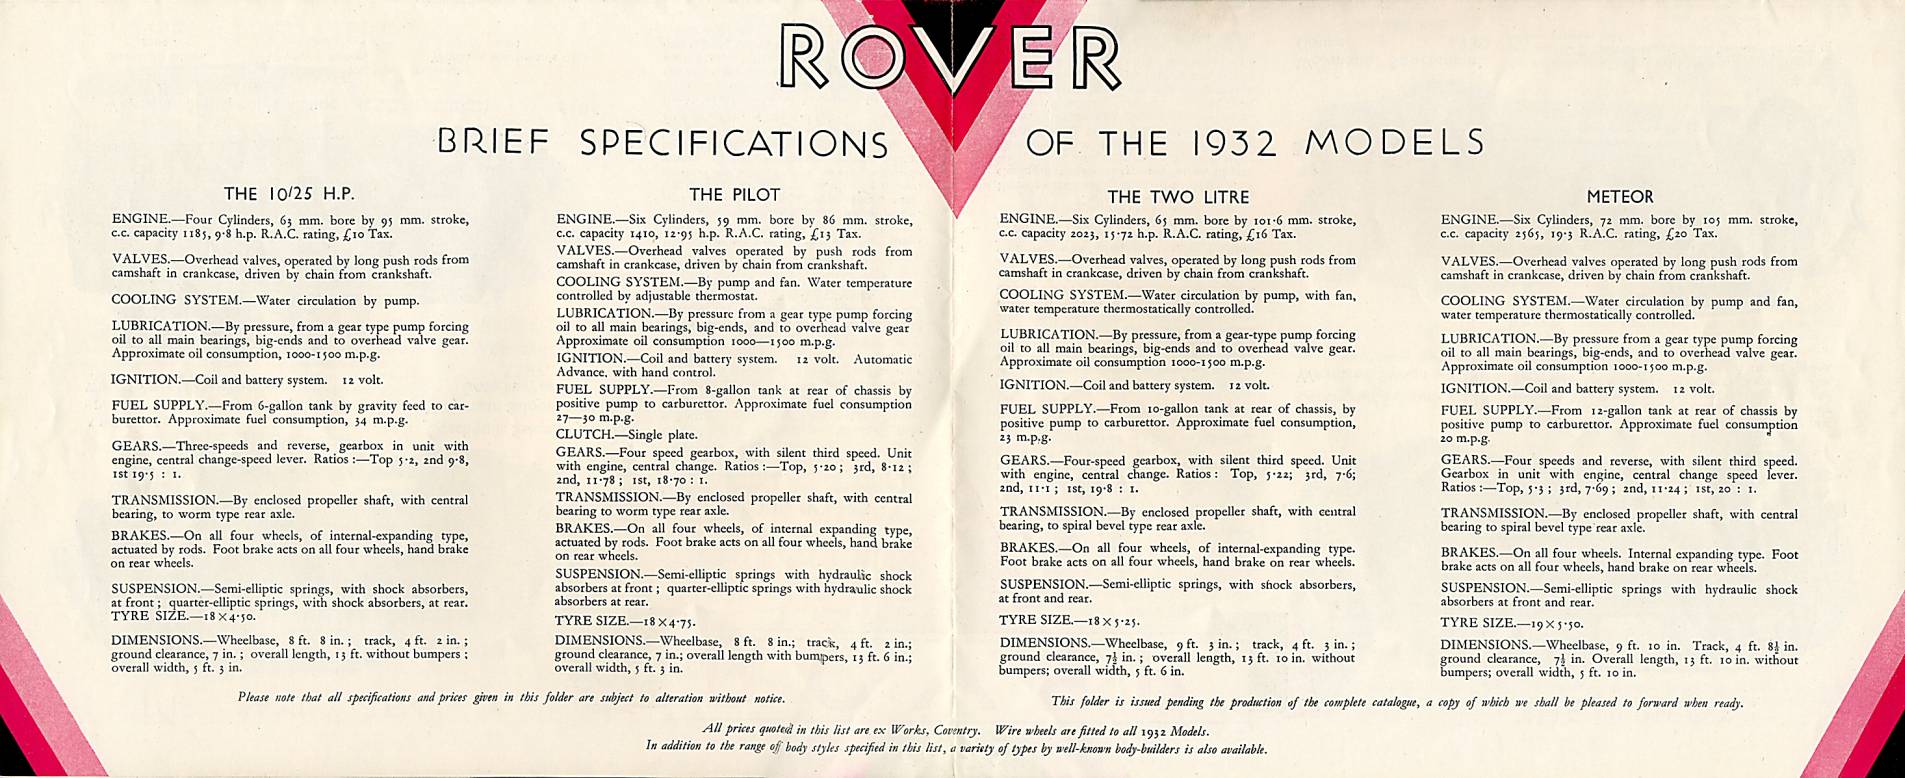 ROVER
BRIEF SPECIFICATIONS OF THE 1932 MODELS
THE 10/25 H.P.
ENGINE.—Four Cylinders, 63 mm. bore by 95 mm. stroke,
c.c. capacity 1185, 9·8 h.p. R.A.C. rating, £10 Tax.
VALVES.—Overhead valves, operated by long push rods from
camshaft in crankcase, driven by chain from crankshaft.
COOLING SYSTEM.—Water circulation by pump.
LUBRICATION.—By pressure, from a gear type pump forcing
oil to all main bearings, big-ends and to overhead valve gear.
Approximate oil consumption, 1000-1500 m.p.g.
IGNITION.—Coil and battery system. 12 volt.
FUEL SUPPLY.—From 6-gallon tank by gravity feed to car-
burettor. Approximate fuel consumption, 34 m.p.g.
GEARS.—Three-speeds and reverse, gearbox in unit with
engine, central change-speed lever. Ratios :—Top 5·2, 2nd 9·8,
1st 19·5 : 1.
TRANSMISSION.—By enclosed propeller shaft, with central
bearing, to worm type rear axle.
BRAKES.—On all four wheels, of internal-expanding type,
actuated by rods. Foot brake acts on all four wheels, hand brake
on rear wheels.
SUSPENSION.—Semi-elliptic springs, with shock absorbers,
at front ; quarter-elliptic springs, with shock absorbers, at rear.
TYRE SIZE.—18×4·50.
DIMENSIONS.—Wheelbase, 8 ft. 8 in. ; track, 4 ft. 2 in. ;
ground clearance, 7 in. ; overall length, 13 ft. without bumpers ;
overall width, 5 ft. 3 in.
THE PILOT
ENGINE.—Six Cylinders, 59 mm. bore by 86 mm. stroke,
c.c. capacity 1410, 12·95 h.p. R.A.C. rating, £13 Tax.
VALVES.—Overhead valves operated by push rods from
camshaft in crankcase, driven by chain from crankshaft.
COOLING SYSTEM.—By pump and fan. Water temperature
controlled by adjustable thermostat.
LUBRICATION.—By pressure from a gear type pump forcing
oil to all main bearings, big-ends, and to overhead valve gear
Approximate oil consumption 1000—1500 m.p.g.
IGNITION.—Coil and battery system. 12 volt. Automatic
Advance, with hand control.
FUEL SUPPLY.—From 8-gallon tank at rear of chassis by
positive pump to carburettor. Approximate fuel consumption
27—30 m.p.g.
CLUTCH.—Single plate.
GEARS.—Four speed gearbox, with silent third speed. Unit
with engine, central change. Ratios :—Top, 5·20 ; 3rd, 8·12 ;
2nd, 11·78 ; 1st, 18·70 : 1.
TRANSMISSION.—By enclosed propeller shaft, with central
bearing to worm type rear axle.
BRAKES.—On all four wheels, of internal expanding type,
actuated by rods. Foot brake acts on all four wheels, hand brake
on rear wheels.
SUSPENSION.—Semi-elliptic springs with hydraulic shock
absorbers at front ; quarter-elliptic springs with hydraulic shock
absorbers at rear.
TYRE SIZE.—18×4·75.
DIMENSIONS.—Wheelbase, 8 ft. 8 in.; track, 4 ft. 2 in.;
ground clearance, 7 in.; overall length with bumpers, 13 ft. 6 in.;
overall width, 5 ft. 3 in.
THE TWO LITRE
ENGINE.—Six Cylinders, 65 mm. bore by 101·6 mm. stroke,
c.c. capacity 2023, 15·72 h.p. R.A.C. rating, £16 Tax.
VALVES.—Overhead valves, operated by long push rods from
camshaft in crankcase, driven by chain from crankshaft.
COOLING SYSTEM.—Water circulation by pump, with fan,
water temperature thermostatically controlled.
LUBRICATION.—By pressure, from a gear-type pump forcing
oil to all main bearings, big-ends and to overhead valve gear.
Approximate oil consumption 1000-1500 m.p.g.
IGNITION.—Coil and battery system. 12 volt.
FUEL SUPPLY.—From 10-gallon tank at rear of chassis, by
positive pump to carburettor. Approximate fuel consumption,
23 m.p.g.
GEARS.—Four-speed gearbox, with silent third speed. Unit
with engine, central change. Ratios : Top, 5·22; 3rd, 7·6;
2nd, 11·1 ; 1st, 19·8 : 1.
TRANSMISSION.—By enclosed propeller shaft, with central
bearing, to spiral bevel type rear axle.
BRAKES.—On all four wheels, of internal-expanding type.
Foot brake acts on all four wheels, hand brake on rear wheels.
SUSPENSION.—Semi-elliptic springs, with shock absorbers,
at front and rear.
TYRE SIZE.—18×5·25.
DIMENSIONS.—Wheelbase, 9 ft. 3 in. ; track, 4 ft. 3 in. ;
ground clearance, 7½ in. ; overall length, 13 ft. 10 in. without
bumpers; overall width, 5 ft. 6 in.
METEOR
ENGINE.—Six Cylinders, 72 mm. bore by 105 mm. stroke,
c.c. capacity 2565, 19·3 R.A.C. rating, £20 Tax.
VALVES.—Overhead valves operated by long push rods from
camshaft in crankcase, driven by chain from crankshaft.
COOLING SYSTEM.—Water circulation by pump and fan,
water temperature thermostatically controlled.
LUBRICATION.—By pressure from a gear type pump forcing
oil to all main bearings, big-ends, and to overhead valve gear.
Approximate oil consumption 1000-1500 m.p.g.
IGNITION.—Coil and battery system. 12 volt.
FUEL SUPPLY.—From 12-gallon tank at rear of chassis by
positive pump to carburettor. Approximate fuel consumption
20 m.p.g.
GEARS.—Four speeds and reverse, with silent third speed.
Gearbox in unit with engine, central change speed lever.
Ratios :—Top, 5·3 ; 3rd, 7·69 ; 2nd, 11·24 ; 1st, 20 : 1.
TRANSMISSION.—By enclosed propeller shaft, with central
bearing to spiral bevel type rear axle.
BRAKES.—On all four wheels. Internal expanding type. Foot
brake acts on all four wheels, hand brake on rear wheels.
SUSPENSION.—Semi-elliptic springs with hydraulic shock
absorbers at front and rear.
TYRE SIZE.—19×5·50.
DIMENSIONS.—Wheelbase, 9 ft. 10 in. Track, 4 ft. 8½ in.
ground clearance, 7½ in. Overall length, 13 ft. 10 in. without
bumpers; overall width, 5 ft. 10 in.
Please note that all specifications and prices given in this folder are subject to alteration without notice.
This folder is issued pending the production of the complete catalogue, a copy of which we shall be pleased to forward when ready.
All prices quoted in this list are ex Works, Coventry. Wire wheels are fitted to all 1932 Models.
In addition to the range of body styles specified in this list, a variety of types by well-known body-builders is also available.